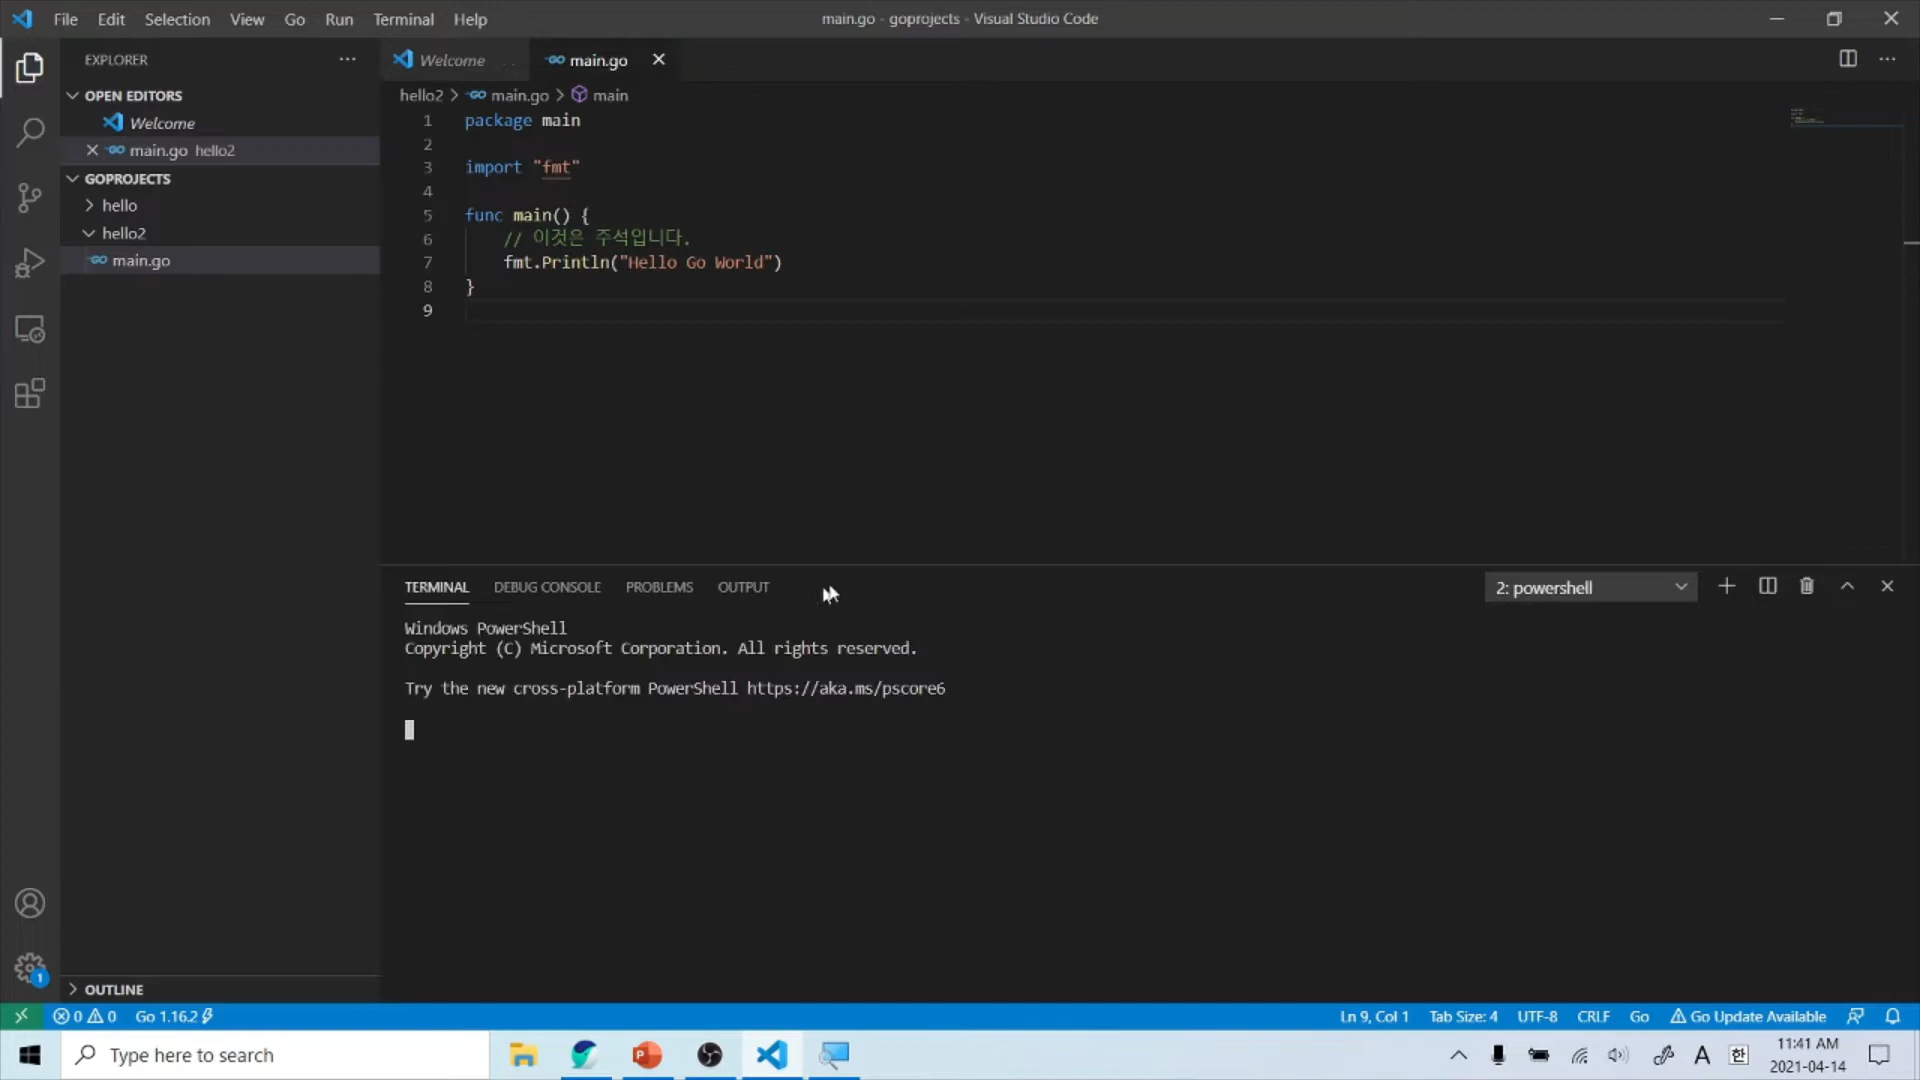 File Edit Selection View Go Run Terminal Help
main.go - goprojects - Visual Studio Code
EXPLORER
OPEN EDITORS
Welcome
main.go hello2
GOPROJECTS
hello
hello2
main.go
OUTLINE
Welcome
main.go
hello2 > main.go > main
1 package main
2
3 import "fmt"
4
5 func main() {
6 // 이것은 주석입니다.
7 fmt.Println("Hello Go World")
8 }
9
TERMINAL DEBUG CONSOLE PROBLEMS OUTPUT
2: powershell
Windows PowerShell
Copyright (C) Microsoft Corporation. All rights reserved.
Try the new cross-platform PowerShell https://aka.ms/pscore6
1
0 0 Go 1.16.2
Ln 9, Col 1 Tab Size: 4 UTF-8 CRLF Go Go Update Available
Type here to search
A 한
11:41 AM
2021-04-14